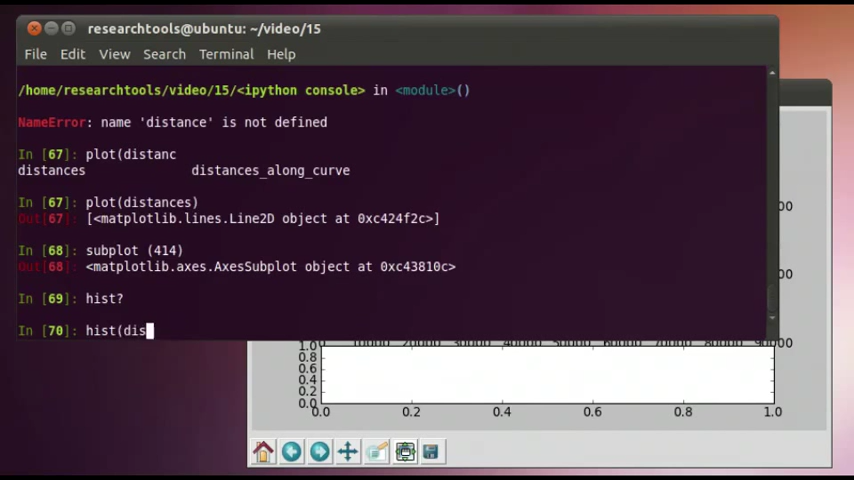 researchtools@ubuntu: ~/video/15
File Edit View Search Terminal Help
/home/researchtools/video/15/<ipython console> in <module>()
NameError: name 'distance' is not defined
In [67]: plot(distanc
distances distances_along_curve
In [67]: plot(distances)
Out[67]: [<matplotlib.lines.Line2D object at 0xc424f2c>]
In [68]: subplot (414)
Out[68]: <matplotlib.axes.AxesSubplot object at 0xc43810c>
In [69]: hist?
In [70]: hist(dis
1.0
0.8
0.6
0.4
0.2
0.0
0.0 0.2 0.4 0.6 0.8 1.0